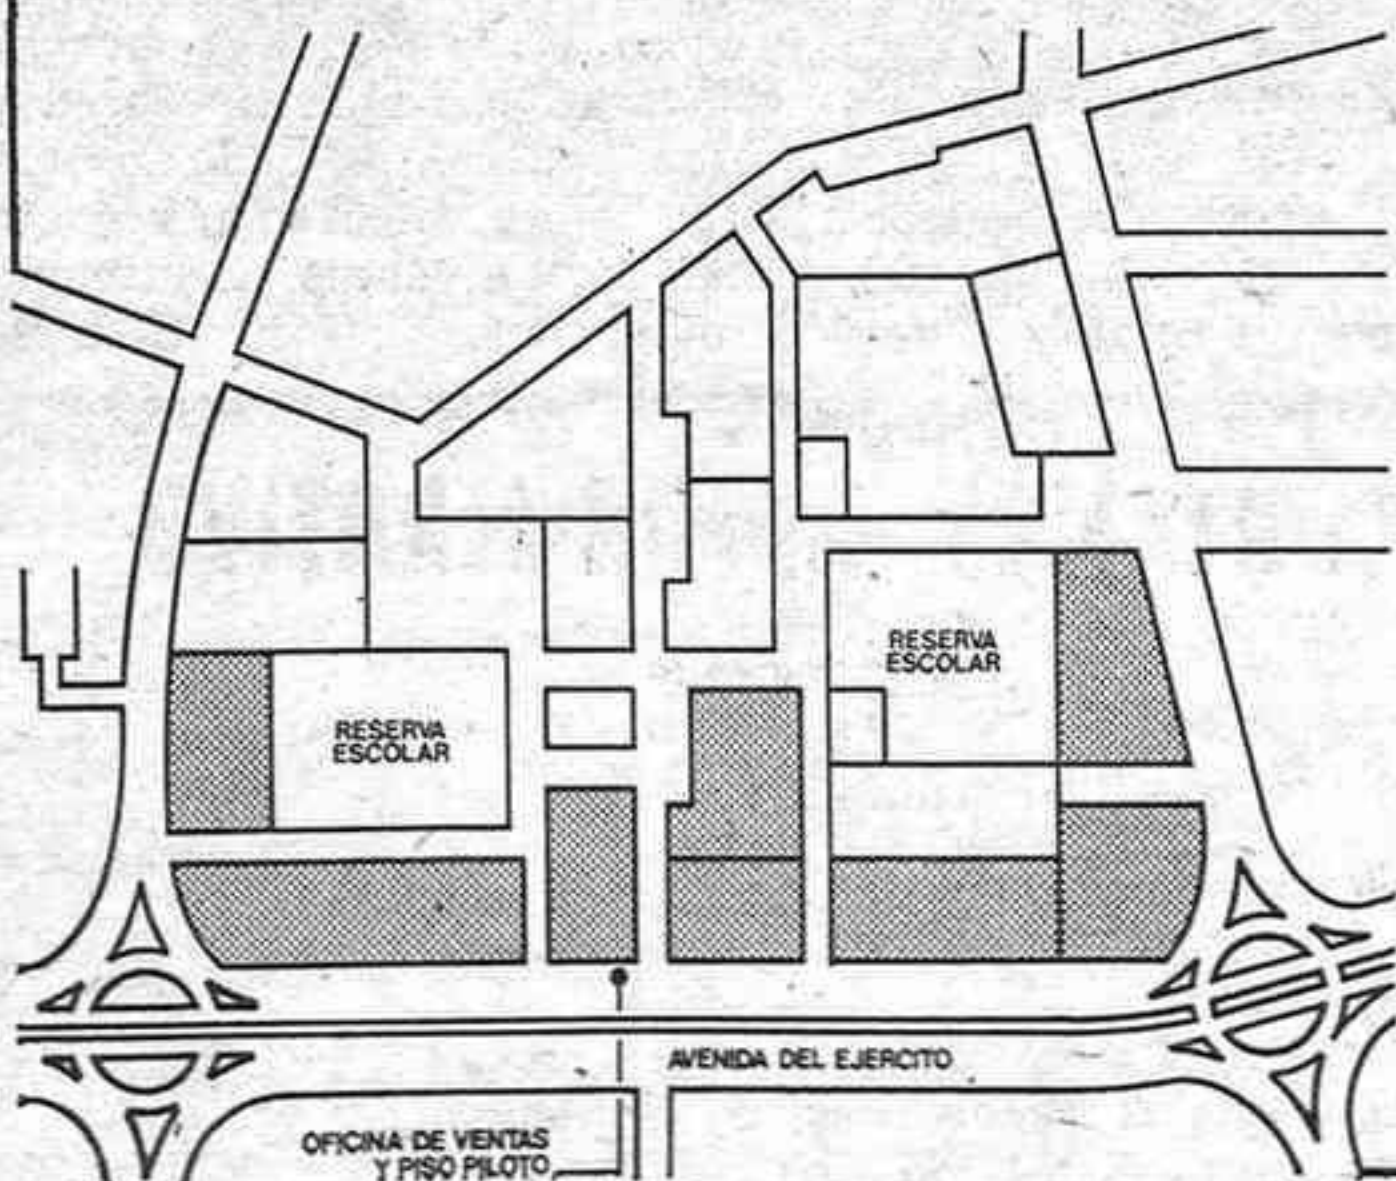 RESERVA
ESCOLAR
RESERVA
ESCOLAR
AVENIDA DEL EJERCITO
OFICINA DE VENTAS
Y PISO PILOTO